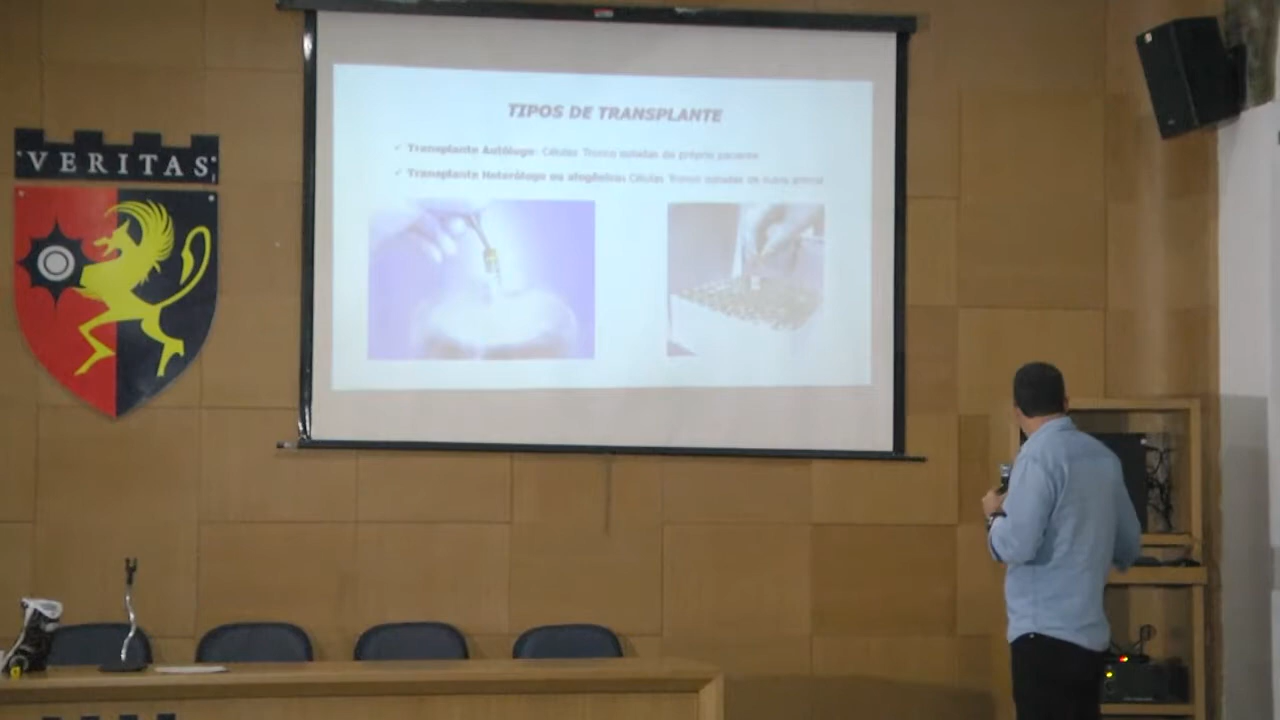 VERITAS
TIPOS DE TRANSPLANTE
✓ Transplante Autólogo: Células Tronco isoladas do próprio paciente
✓ Transplante Heterólogo ou alogênico: Células Tronco isoladas de outro animal